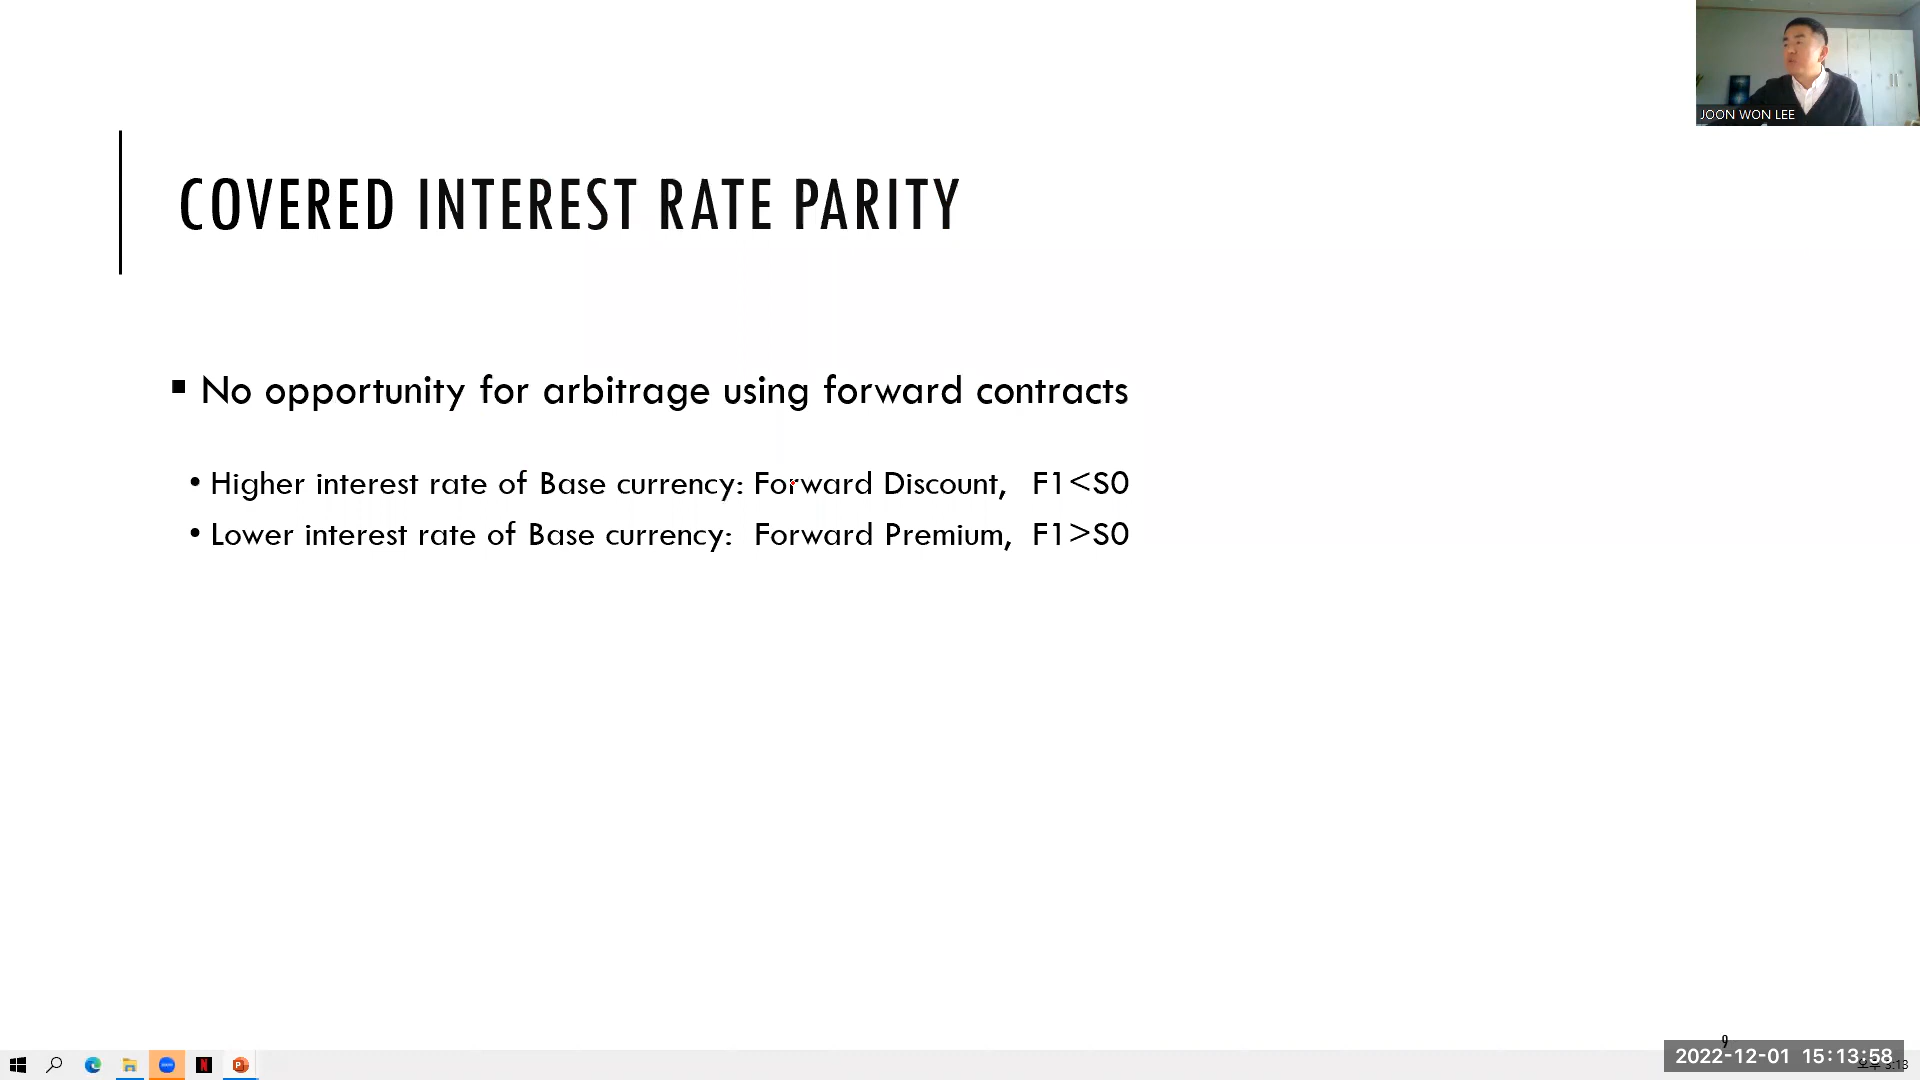 JOON WON LEE
COVERED INTEREST RATE PARITY
▪ No opportunity for arbitrage using forward contracts
• Higher interest rate of Base currency: Forward Discount, F1<S0
• Lower interest rate of Base currency: Forward Premium, F1>S0
9
2022-12-01 15:13:58